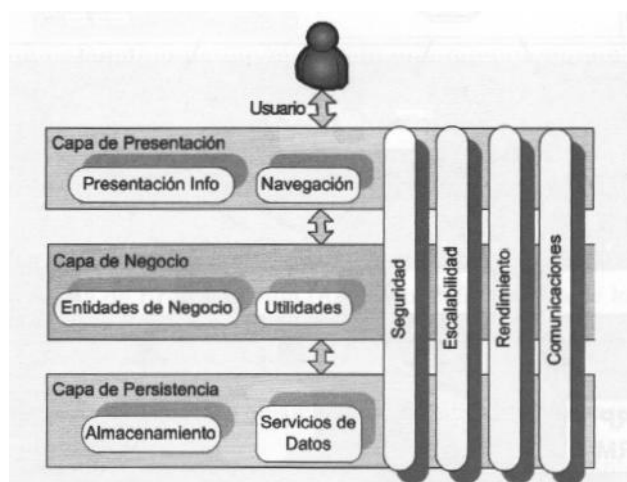 Usuario
Capa de Presentación
Presentación Info
Navegación
Capa de Negocio
Entidades de Negocio
Utilidades
Capa de Persistencia
Almacenamiento
Servicios de
Datos
Seguridad
Escalabilidad
Rendimiento
Comunicaciones